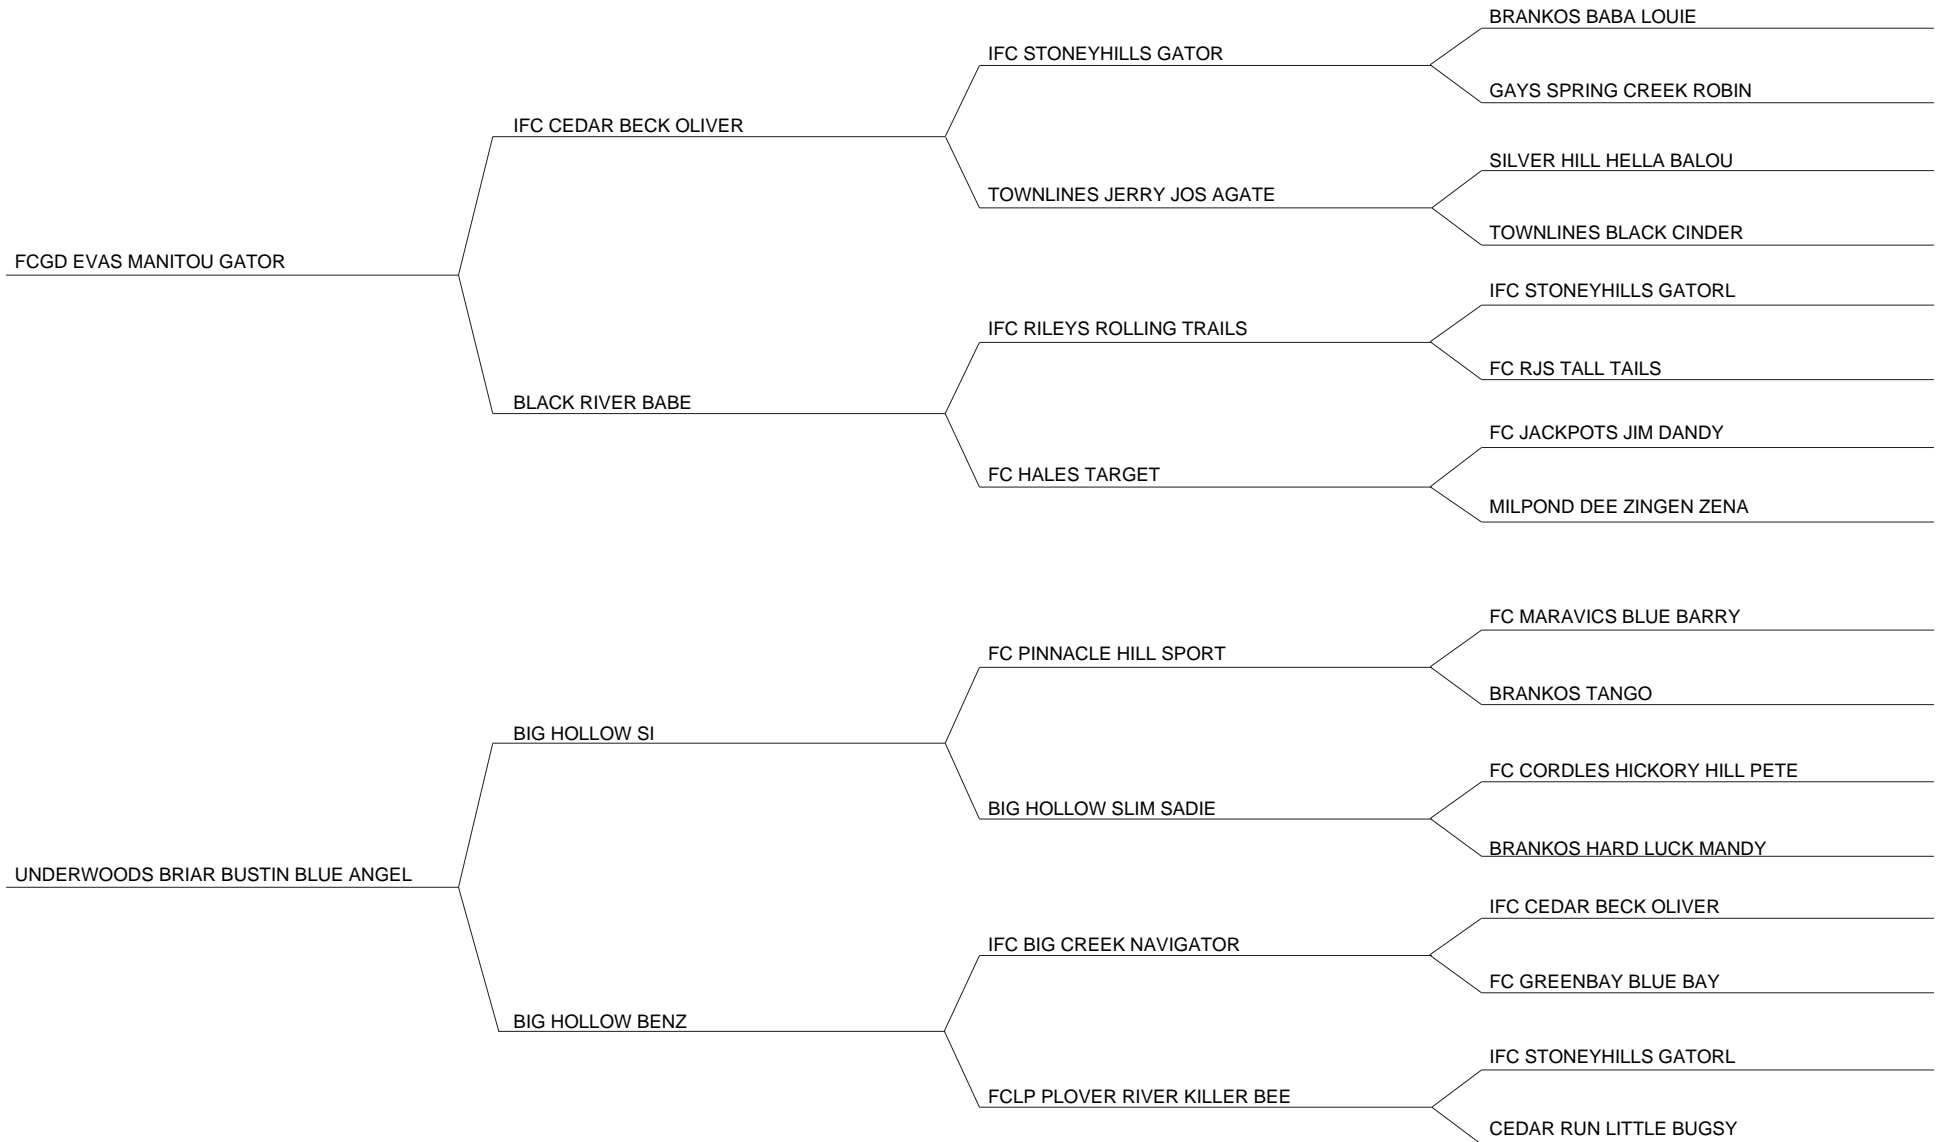 BRANKOS BABA LOUIE
IFC STONEYHILLS GATOR
GAYS SPRING CREEK ROBIN
IFC CEDAR BECK OLIVER
SILVER HILL HELLA BALOU
TOWNLINES JERRY JOS AGATE
TOWNLINES BLACK CINDER
FCGD EVAS MANITOU GATOR
IFC STONEYHILLS GATORL
IFC RILEYS ROLLING TRAILS
FC RJS TALL TAILS
BLACK RIVER BABE
FC JACKPOTS JIM DANDY
FC HALES TARGET
MILPOND DEE ZINGEN ZENA
FC MARAVICS BLUE BARRY
FC PINNACLE HILL SPORT
BRANKOS TANGO
BIG HOLLOW SI
FC CORDLES HICKORY HILL PETE
BIG HOLLOW SLIM SADIE
BRANKOS HARD LUCK MANDY
UNDERWOODS BRIAR BUSTIN BLUE ANGEL
IFC CEDAR BECK OLIVER
IFC BIG CREEK NAVIGATOR
FC GREENBAY BLUE BAY
BIG HOLLOW BENZ
IFC STONEYHILLS GATORL
FCLP PLOVER RIVER KILLER BEE
CEDAR RUN LITTLE BUGSY